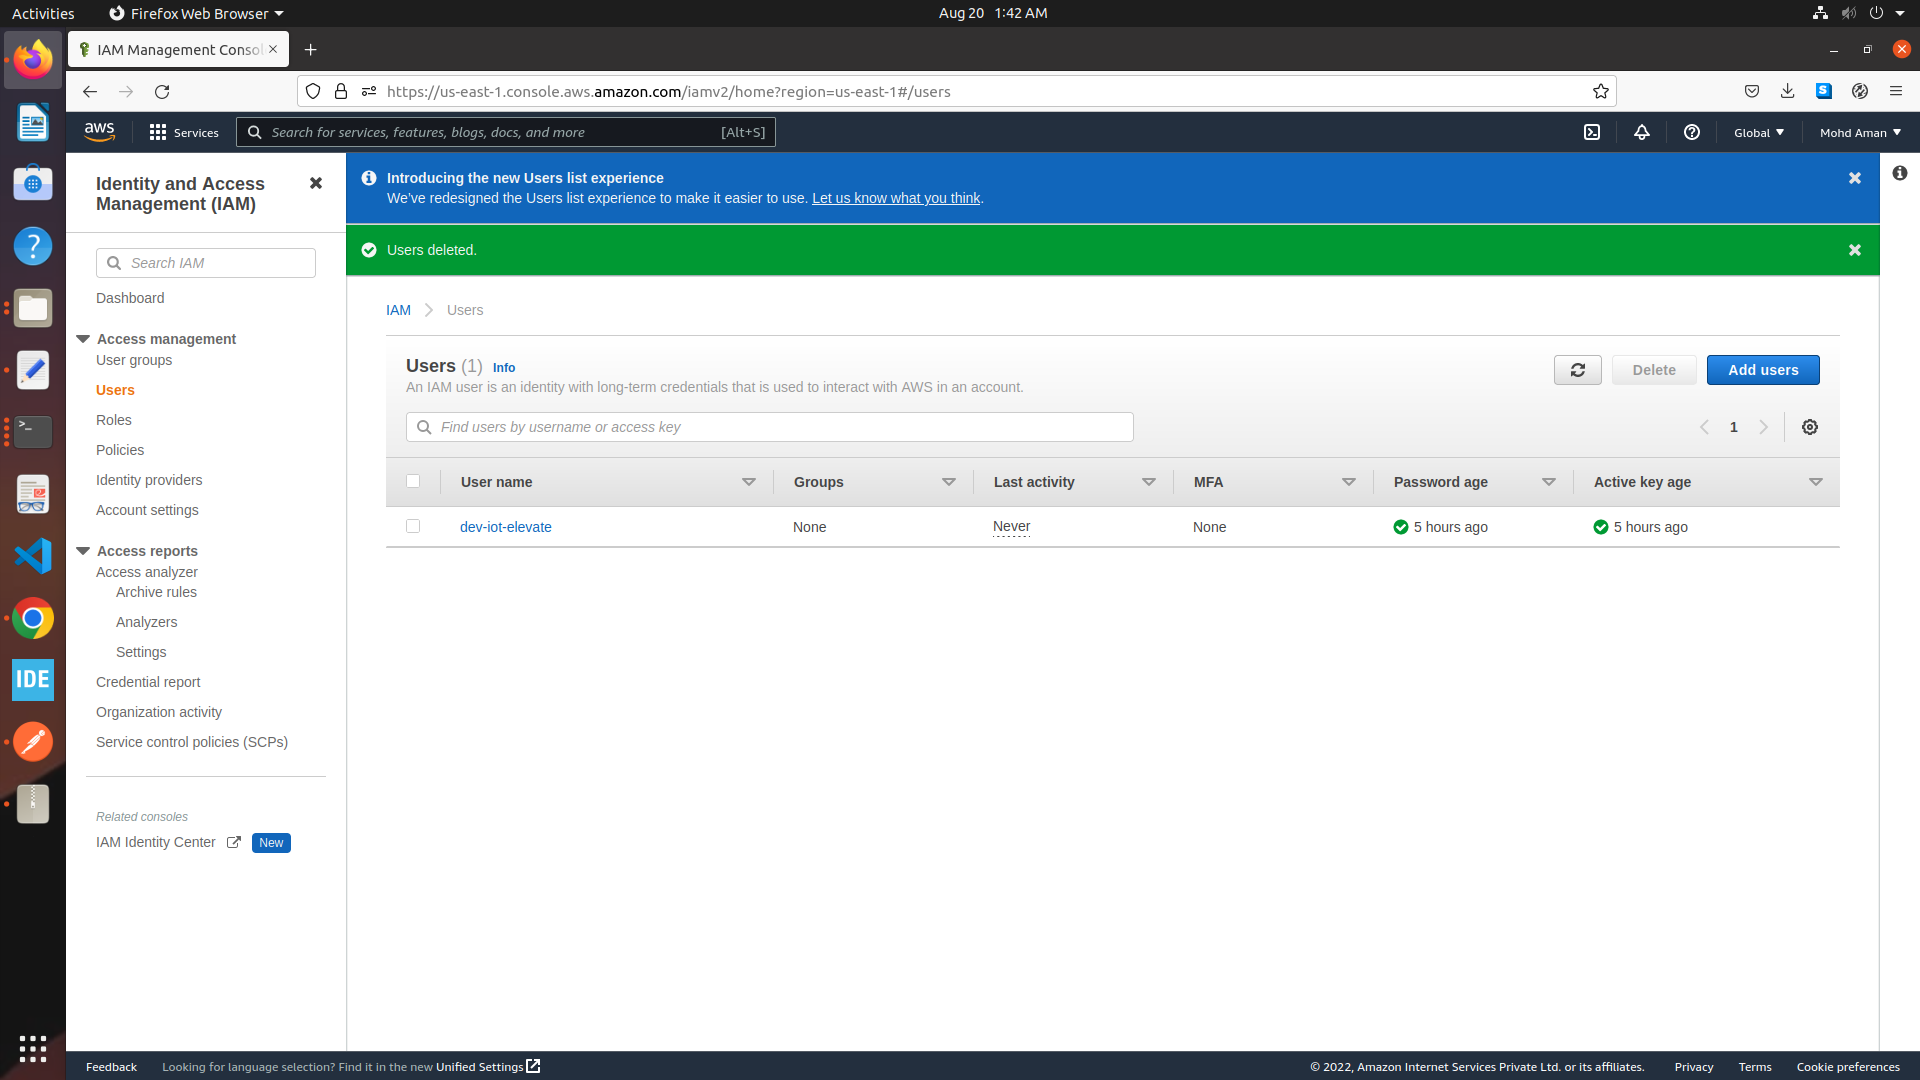 Activities
Firefox Web Browser
Aug 20 1:42 AM
IAM Management Consol
https://us-east-1.console.aws.amazon.com/iamv2/home?region=us-east-1#/users
aws
Services
Search for services, features, blogs, docs, and more
[Alt+S]
Global
Mohd Aman
Identity and Access
Management (IAM)
Search IAM
Dashboard
Access management
User groups
Users
Roles
Policies
Identity providers
Account settings
Access reports
Access analyzer
Archive rules
Analyzers
Settings
Credential report
Organization activity
Service control policies (SCPs)
Related consoles
IAM Identity Center
New
Introducing the new Users list experience
We've redesigned the Users list experience to make it easier to use. Let us know what you think.
Users deleted.
IAM
Users
Users (1) Info
An IAM user is an identity with long-term credentials that is used to interact with AWS in an account.
Delete
Add users
Find users by username or access key
1
User name
Groups
Last activity
MFA
Password age
Active key age
dev-iot-elevate
None
Never
None
5 hours ago
5 hours ago
IDE
Feedback
Looking for language selection? Find it in the new Unified Settings
© 2022, Amazon Internet Services Private Ltd. or its affiliates.
Privacy
Terms
Cookie preferences